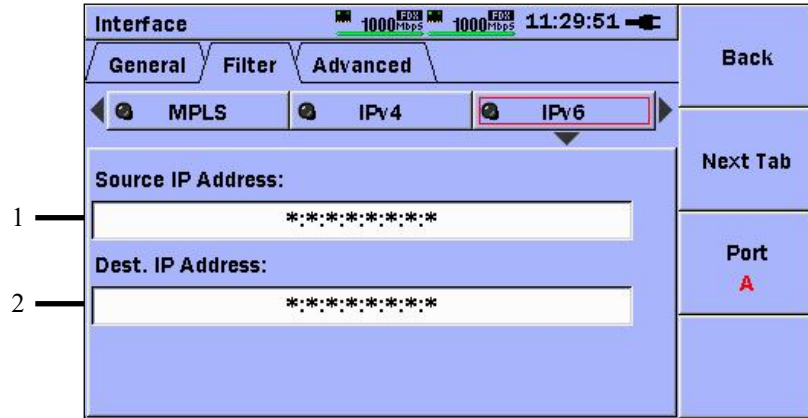 Interface 1000 FDX Mbps 1000 FDX Mbps 11:29:51
Back
General Filter Advanced
MPLS IPv4 IPv6
Next Tab
Source IP Address:
1 *:*:*:*:*:*:*:*
Port
A
Dest. IP Address:
2 *:*:*:*:*:*:*:*